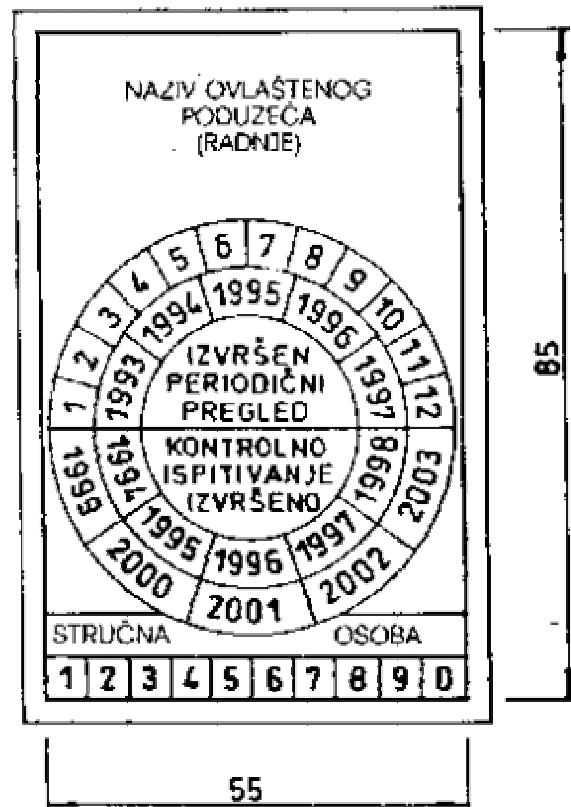 NAZIV OVLAŠTENOG
PODUZEĆA
(RADNJE)
1 2 3 4 5 6 7 8 9 10 11 12
1993 1994 1995 1996 1997
IZVRŠEN
PERIODIČNI
PREGLED
KONTROLNO
ISPITIVANJE
IZVRŠENO
1994 1995 1996 1997 1998
1999 2000 2001 2002 2003
STRUČNA OSOBA
1 2 3 4 5 6 7 8 9 0
85
55